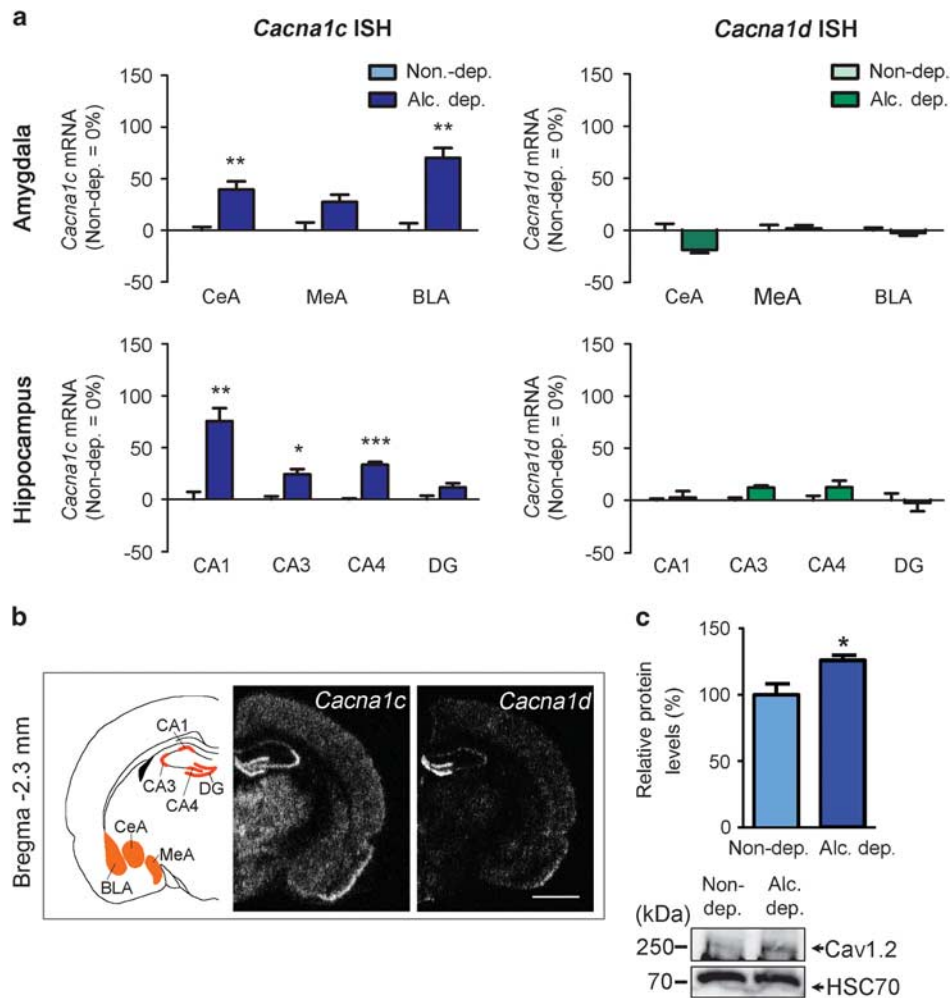 a
Cacna1c ISH
Cacna1d ISH
Amygdala
Cacna1c mRNA
(Non-dep. = 0%)
150
100
50
0
-50
Non.-dep.
Alc. dep.
**
**
CeA MeA BLA
Cacna1d mRNA
(Non-dep. = 0%)
150
100
50
0
-50
Non-dep.
Alc. dep.
CeA MeA BLA
Hippocampus
Cacna1c mRNA
(Non-dep. = 0%)
150
100
50
0
-50
**
*
***
CA1 CA3 CA4 DG
Cacna1d mRNA
(Non-dep. = 0%)
150
100
50
0
-50
CA1 CA3 CA4 DG
b
Bregma -2.3 mm
CA1
CA3
DG
CA4
CeA
MeA
BLA
Cacna1c
Cacna1d
c
Relative protein
levels (%)
150
100
50
0
*
Non-dep. Alc. dep.
Non-
dep.
Alc.
dep.
(kDa)
250
Cav1.2
70
HSC70